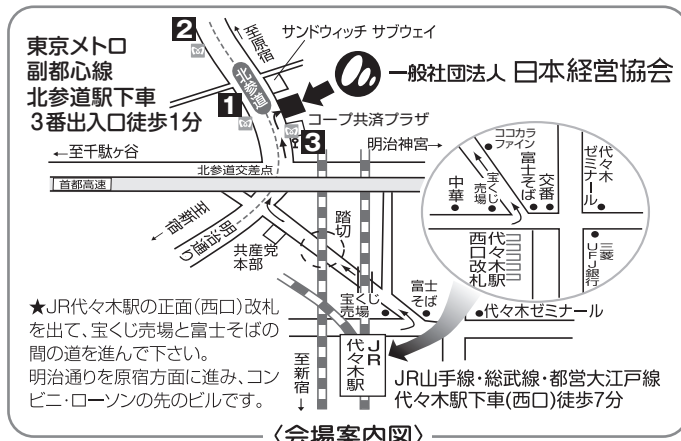 東京メトロ
副都心線
北参道駅下車
3番出入口徒歩1分
2
至原宿
サンドウィッチ サブウェイ
北参道
1
一般社団法人 日本経営協会
コープ共済プラザ
3
明治神宮→
←至千駄ヶ谷
北参道交差点
首都高速
至新宿
明治通り
共産党
本部
踏切
ココカラ
ファイン
中華
宝くじ
売場
富士そば
交番
代々木
ゼミナール
代々木駅
西口改札
三菱
UFJ銀行
★JR代々木駅の正面(西口)改札
を出て、宝くじ売場と富士そばの
間の道を進んで下さい。
明治通りを原宿方面に進み、コン
ビニ・ローソンの先のビルです。
宝くじ
売場
富士
そば
代々木ゼミナール
至新宿
JR
代々木駅
JR山手線・総武線・都営大江戸線
代々木駅下車(西口)徒歩7分
〈会場案内図〉